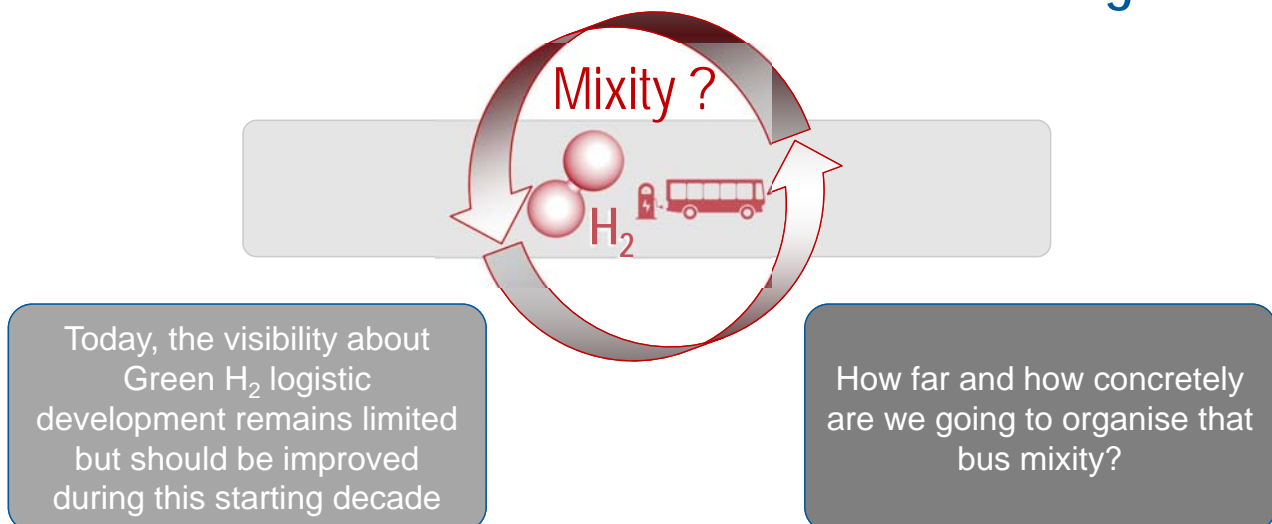 Mixity ?
H₂
Today, the visibility about
Green H₂ logistic
development remains limited
but should be improved
during this starting decade
How far and how concretely
are we going to organise that
bus mixity?